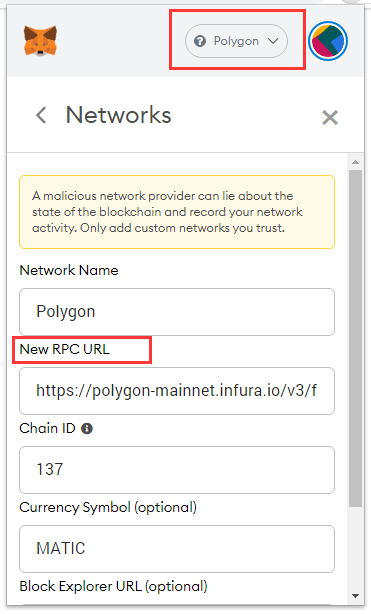 Polygon
Networks
A malicious network provider can lie about the
state of the blockchain and record your network
activity. Only add custom networks you trust.
Network Name
Polygon
New RPC URL
https://polygon-mainnet.infura.io/v3/f
Chain ID
137
Currency Symbol (optional)
MATIC
Block Explorer URL (optional)